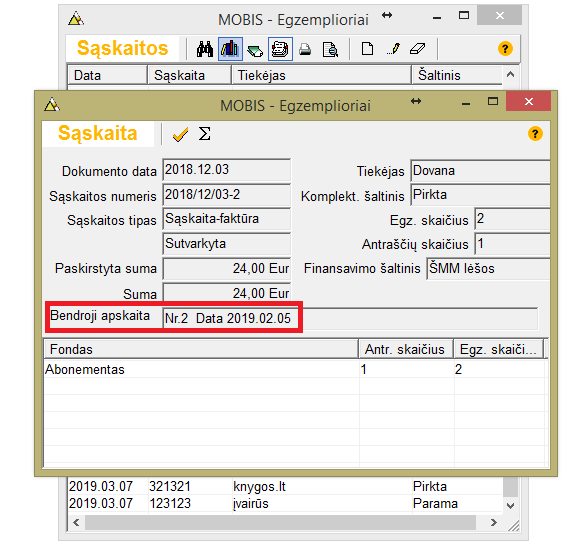 MOBIS - Egzemplioriai
Sąskaitos
Data Sąskaita Tiekėjas Šaltinis
MOBIS - Egzemplioriai
Sąskaita Σ
Dokumento data 2018.12.03 Tiekėjas Dovana
Sąskaitos numeris 2018/12/03-2 Komplekt. šaltinis Pirkta
Sąskaitos tipas Sąskaita-faktūra Egz. skaičius 2
Sutvarkyta Antraščių skaičius 1
Paskirstyta suma 24,00 Eur Finansavimo šaltinis ŠMM lėšos
Suma 24,00 Eur
Bendroji apskaita Nr.2 Data 2019.02.05
Fondas Antr. skaičius Egz. skaiči...
Abonementas 1 2
2019.03.07 321321 knygos.lt Pirkta
2019.03.07 123123 įvairūs Parama